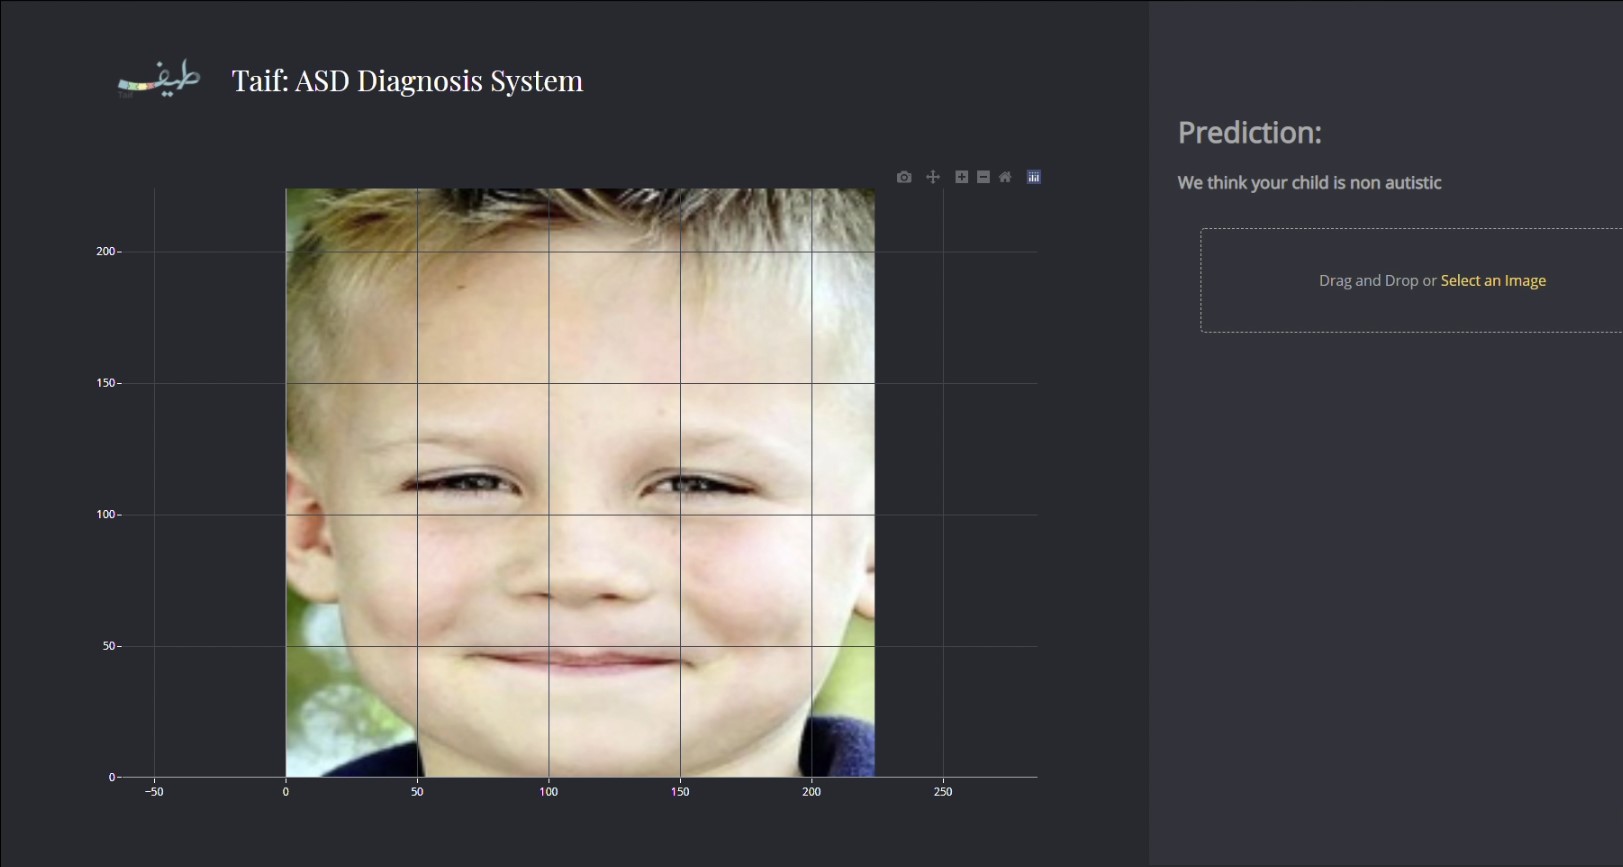 طيف
Taif: ASD Diagnosis System
Prediction:
We think your child is non autistic
Drag and Drop or Select an Image
200
150
100
50
0
−50
0
50
100
150
200
250